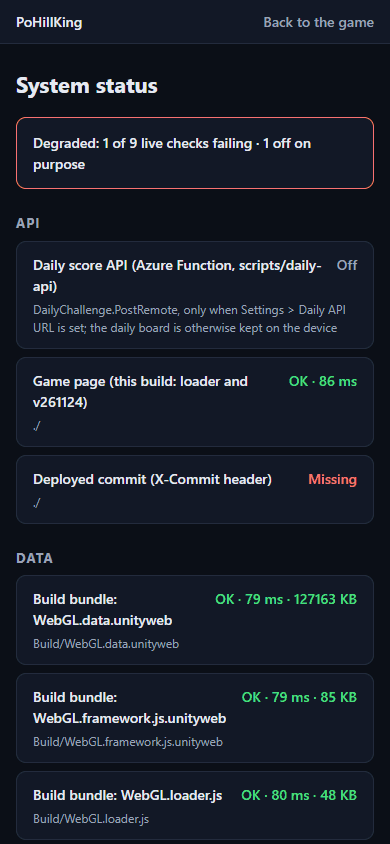 PoHillKing
Back to the game
System status
Degraded: 1 of 9 live checks failing · 1 off on
purpose
API
Daily score API (Azure Function, scripts/daily-
api)
Off
DailyChallenge.PostRemote, only when Settings > Daily API
URL is set; the daily board is otherwise kept on the device
Game page (this build: loader and
v261124)
OK · 86 ms
./
Deployed commit (X-Commit header)
Missing
./
DATA
Build bundle:
WebGL.data.unityweb
OK · 79 ms · 127163 KB
Build/WebGL.data.unityweb
Build bundle:
WebGL.framework.js.unityweb
OK · 79 ms · 85 KB
Build/WebGL.framework.js.unityweb
Build bundle: WebGL.loader.js
OK · 80 ms · 48 KB
Build/WebGL.loader.js